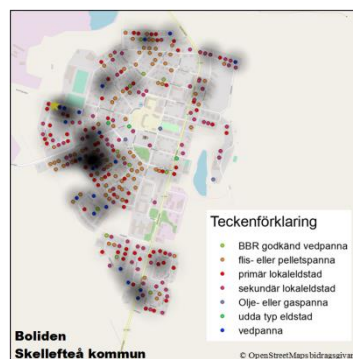 Teckenförklaring
BBR godkänd vedpanna
flis- eller pelletspanna
primär lokaleldstad
sekundär lokaleldstad
Olje- eller gaspanna
udda typ eldstad
vedpanna
Boliden
Skellefteå kommun
© OpenStreetMaps bidragsgivar